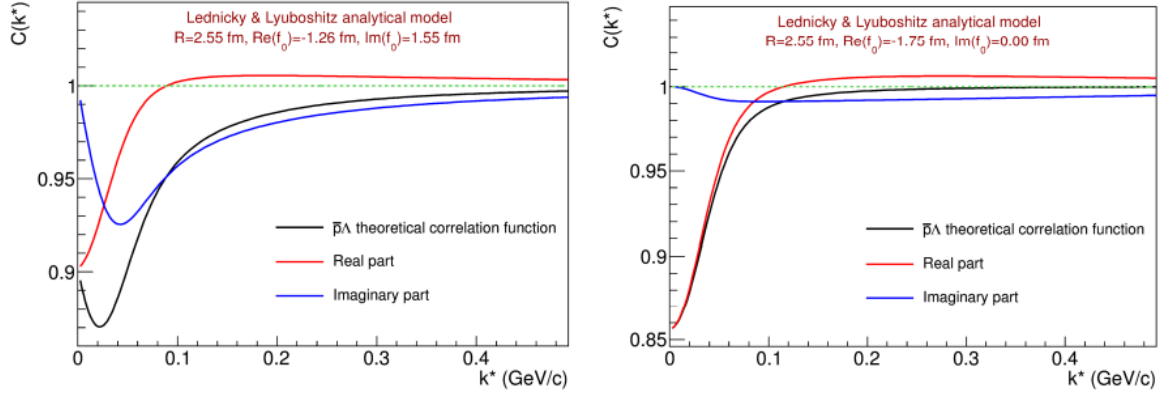 Lednicky & Lyuboshitz analytical model
R=2.55 fm, Re(f0)=-1.26 fm, Im(f0)=1.55 fm
C(k*)
1
0.95
0.9
p̅Λ theoretical correlation function
Real part
Imaginary part
0 0.1 0.2 0.3 0.4
k* (GeV/c)
Lednicky & Lyuboshitz analytical model
R=2.55 fm, Re(f0)=-1.75 fm, Im(f0)=0.00 fm
C(k*)
1
0.95
0.9
0.85
p̅Λ theoretical correlation function
Real part
Imaginary part
0 0.1 0.2 0.3 0.4
k* (GeV/c)